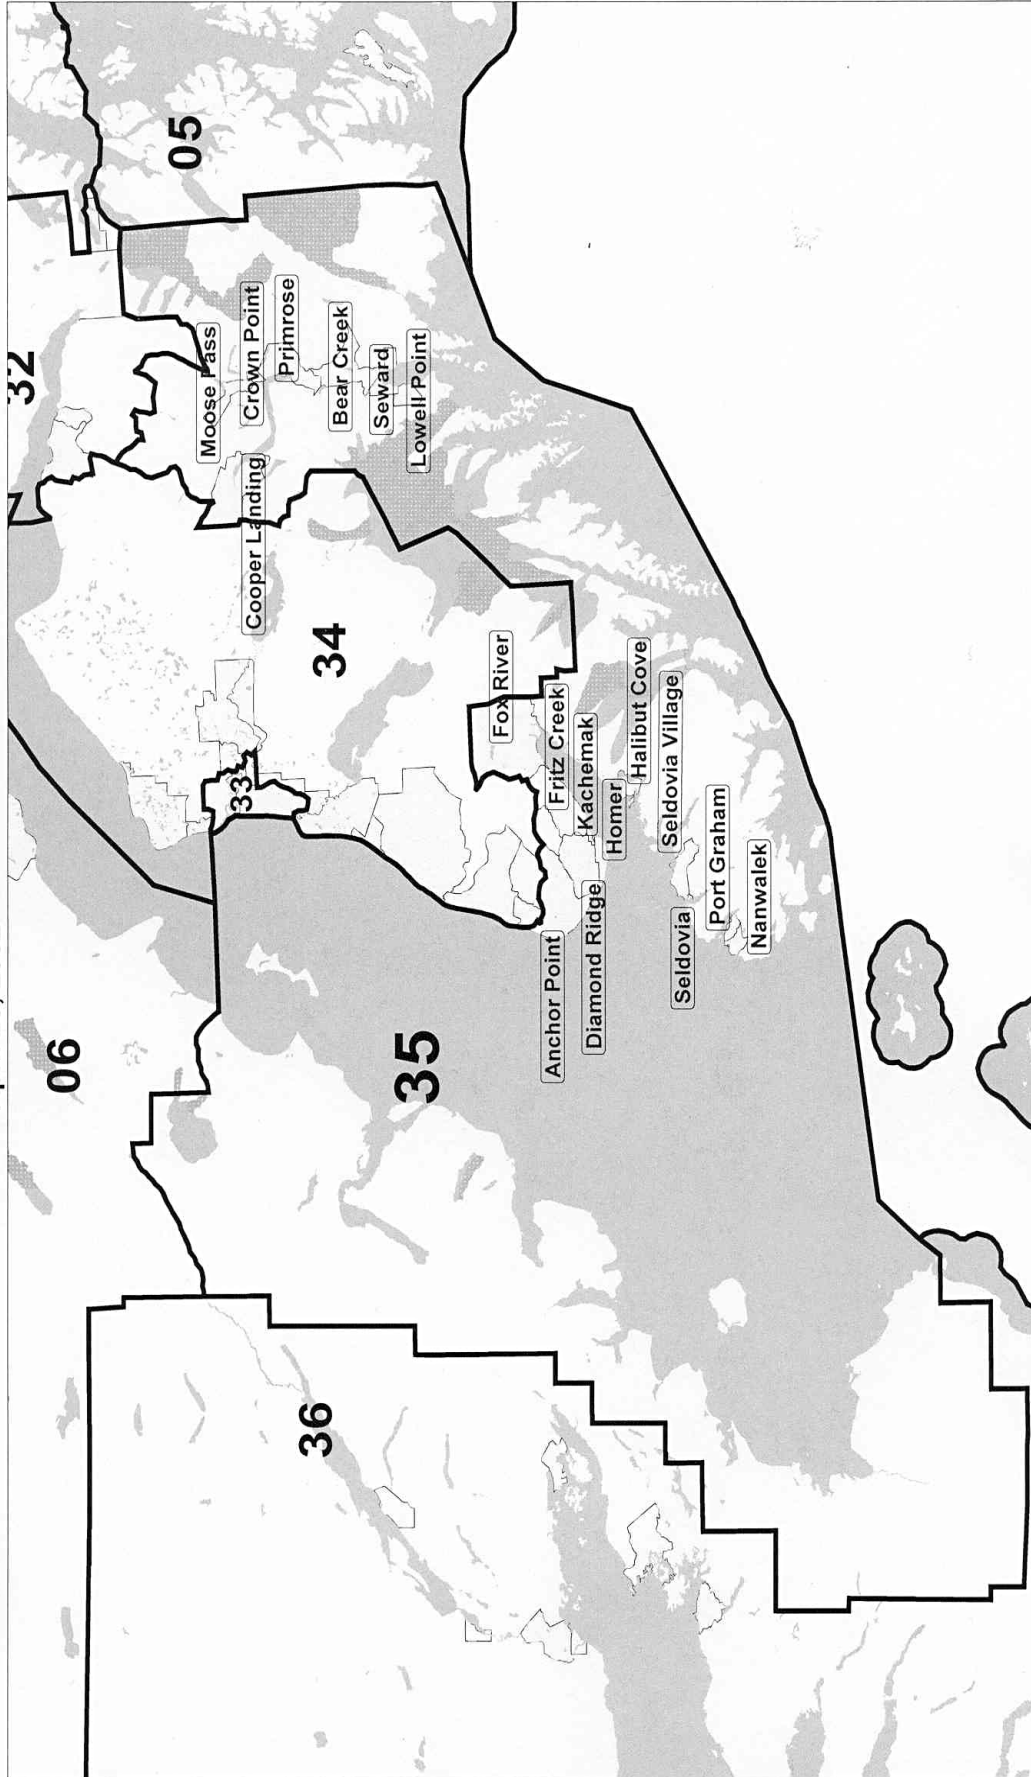 32
06
05
Moose Pass
33
Cooper Landing
Crown Point
Primrose
36
34
Bear Creek
Seward
35
Lowell Point
Fox River
Anchor Point
Fritz Creek
Kachemak
Diamond Ridge
Homer
Halibut Cove
Seldovia Village
Seldovia
Port Graham
Nanwalek